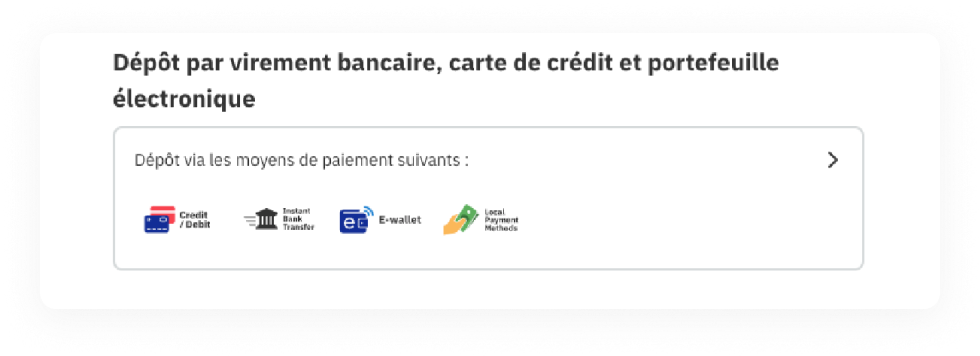 Dépôt par virement bancaire, carte de crédit et portefeuille
électronique
Dépôt via les moyens de paiement suivants :
Credit
/ Debit
Instant
Bank
Transfer
e
E-wallet
Local
Payment
Methods